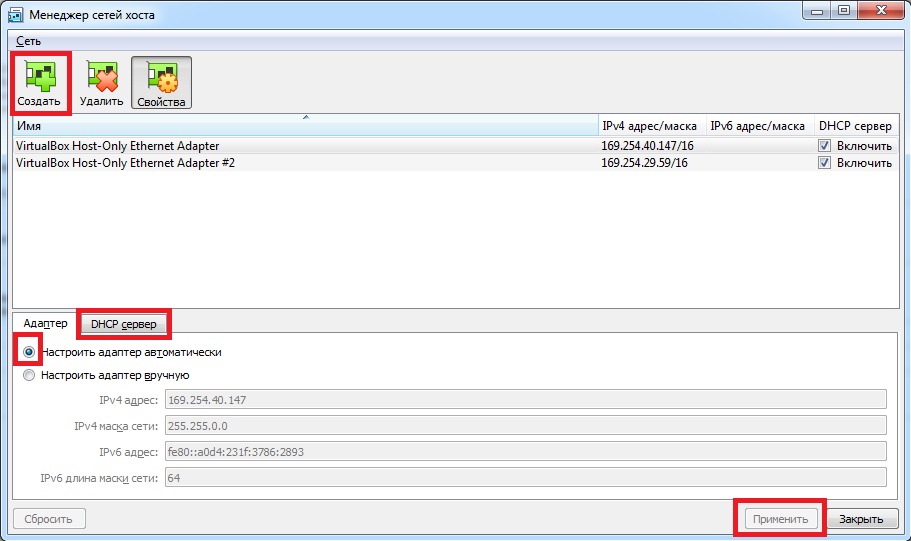 Менеджер сетей хоста
Сеть
Создать Удалить Свойства
Имя IPv4 адрес/маска IPv6 адрес/маска DHCP сервер
VirtualBox Host-Only Ethernet Adapter 169.254.40.147/16 Включить
VirtualBox Host-Only Ethernet Adapter #2 169.254.29.59/16 Включить
Адаптер DHCP сервер
Настроить адаптер автоматически
Настроить адаптер вручную
IPv4 адрес: 169.254.40.147
IPv4 маска сети: 255.255.0.0
IPv6 адрес: fe80::a0d4:231f:3786:2893
IPv6 длина маски сети: 64
Сбросить Применить Закрыть